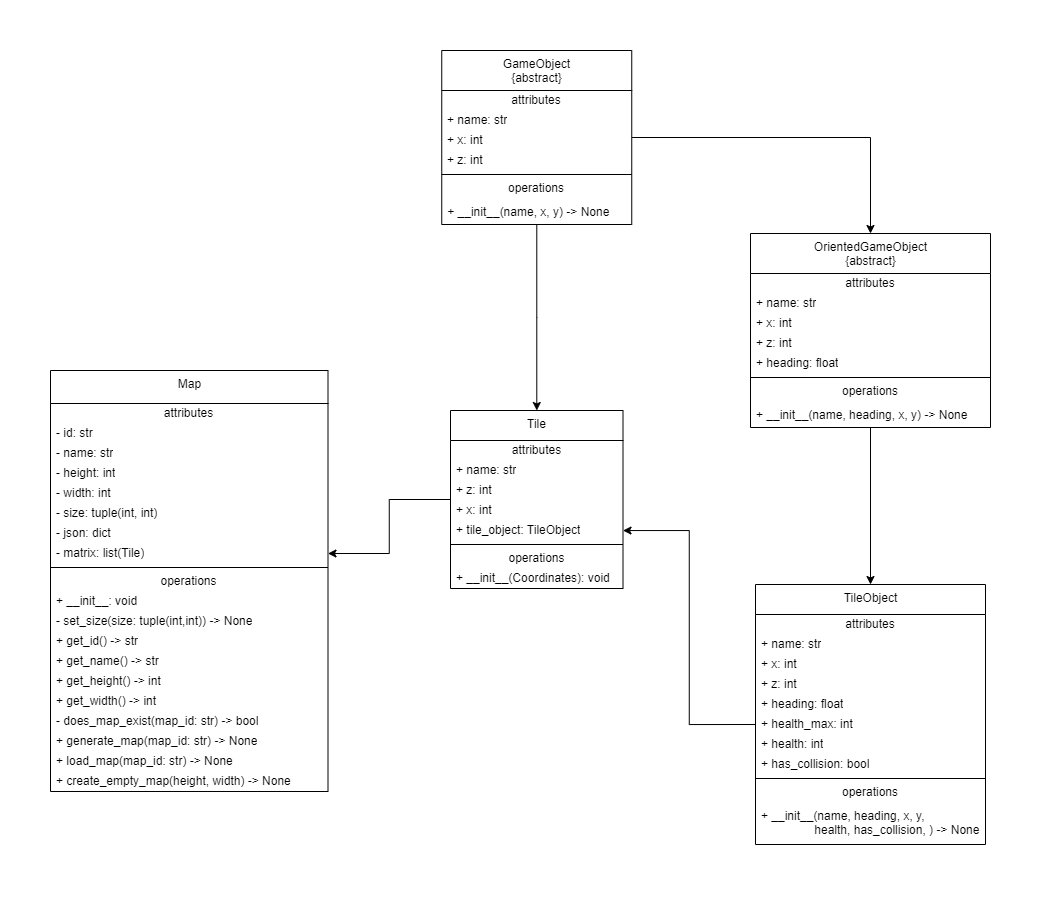 GameObject
{abstract}
attributes
+ name: str
+ x: int
+ z: int
operations
+ __init__(name, x, y) -> None
OrientedGameObject
{abstract}
attributes
+ name: str
+ x: int
+ z: int
+ heading: float
operations
+ __init__(name, heading, x, y) -> None
Map
attributes
- id: str
- name: str
- height: int
- width: int
- size: tuple(int, int)
- json: dict
- matrix: list(Tile)
operations
+ __init__: void
- set_size(size: tuple(int,int)) -> None
+ get_id() -> str
+ get_name() -> str
+ get_height() -> int
+ get_width() -> int
- does_map_exist(map_id: str) -> bool
+ generate_map(map_id: str) -> None
+ load_map(map_id: str) -> None
+ create_empty_map(height, width) -> None
Tile
attributes
+ name: str
+ z: int
+ x: int
+ tile_object: TileObject
operations
+ __init__(Coordinates): void
TileObject
attributes
+ name: str
+ x: int
+ z: int
+ heading: float
+ health_max: int
+ health: int
+ has_collision: bool
operations
+ __init__(name, heading, x, y,
health, has_collision, ) -> None